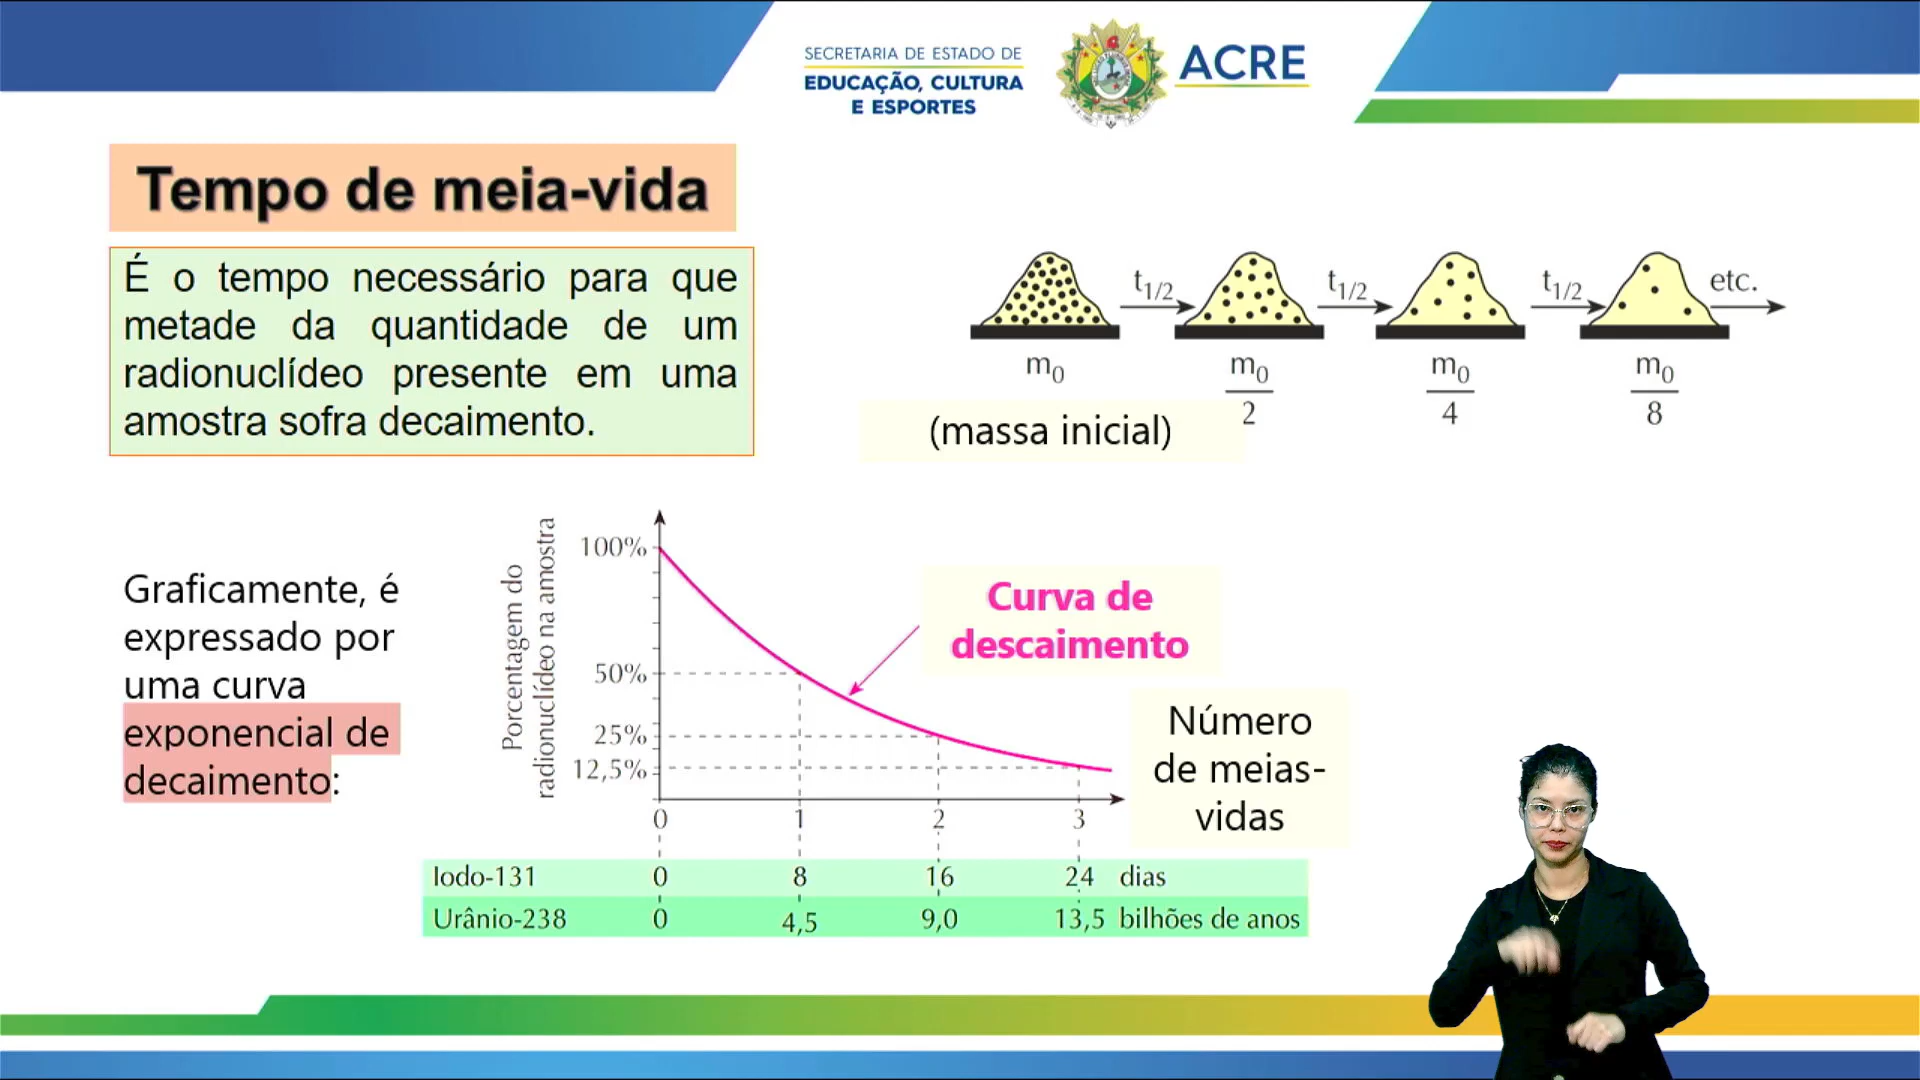 SECRETARIA DE ESTADO DE
EDUCAÇÃO, CULTURA
E ESPORTES
ACRE
Tempo de meia-vida
É o tempo necessário para que
metade da quantidade de um
radionuclídeo presente em uma
amostra sofra decaimento.
t1/2 t1/2 t1/2 etc.
m0 m0/2 m0/4 m0/8
(massa inicial)
Graficamente, é
expressado por
uma curva
exponencial de
decaimento:
Porcentagem do
radionuclídeo na amostra
100%
50%
25%
12,5%
0 1 2 3
Curva de
descaimento
Número
de meias-
vidas
Iodo-131 0 8 16 24 dias
Urânio-238 0 4,5 9,0 13,5 bilhões de anos